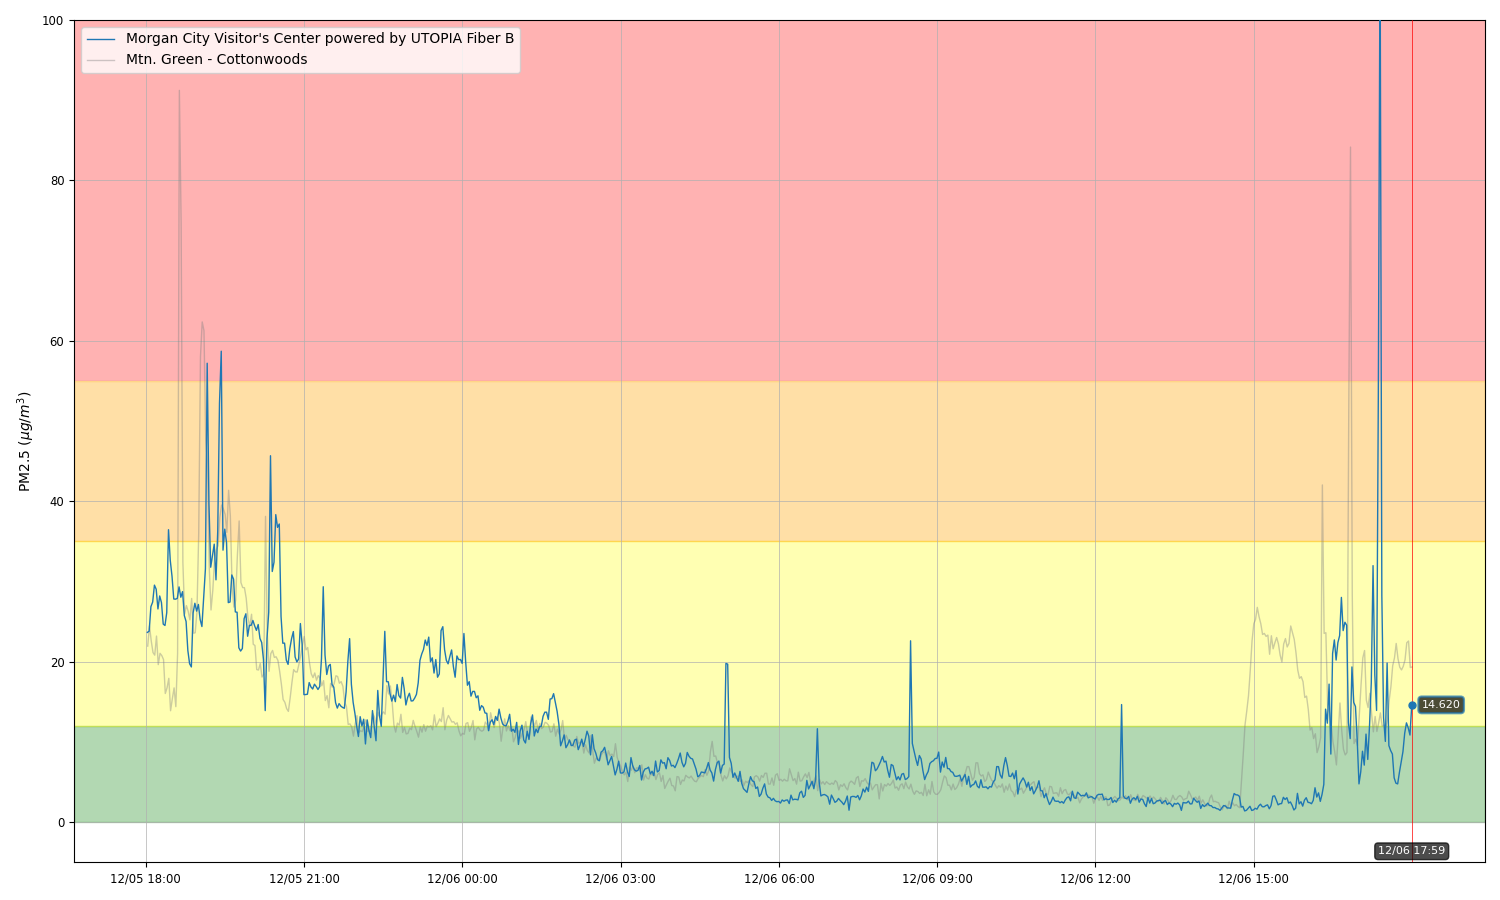 100
Morgan City Visitor's Center powered by UTOPIA Fiber B
Mtn. Green - Cottonwoods
80
60
PM2.5 (μg/m³)
40
20
14.620
0
12/06 17:59
12/05 18:00 12/05 21:00 12/06 00:00 12/06 03:00 12/06 06:00 12/06 09:00 12/06 12:00 12/06 15:00